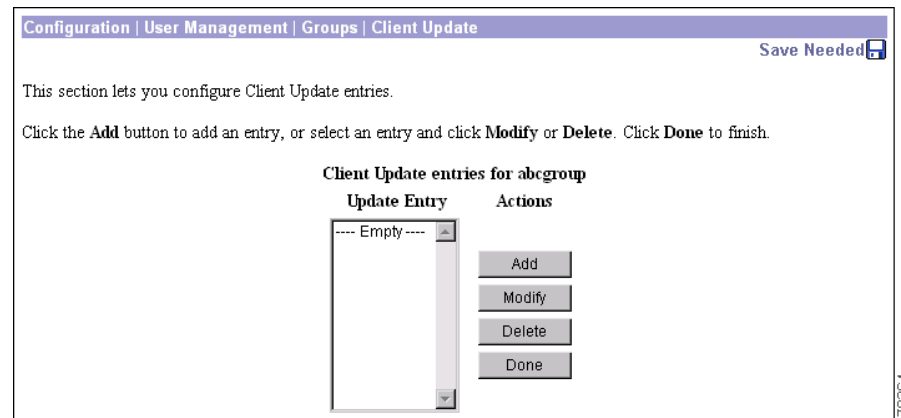 Configuration | User Management | Groups | Client Update
Save Needed
This section lets you configure Client Update entries.
Click the Add button to add an entry, or select an entry and click Modify or Delete. Click Done to finish.
Client Update entries for abcgroup
Update Entry Actions
---- Empty ----
Add
Modify
Delete
Done